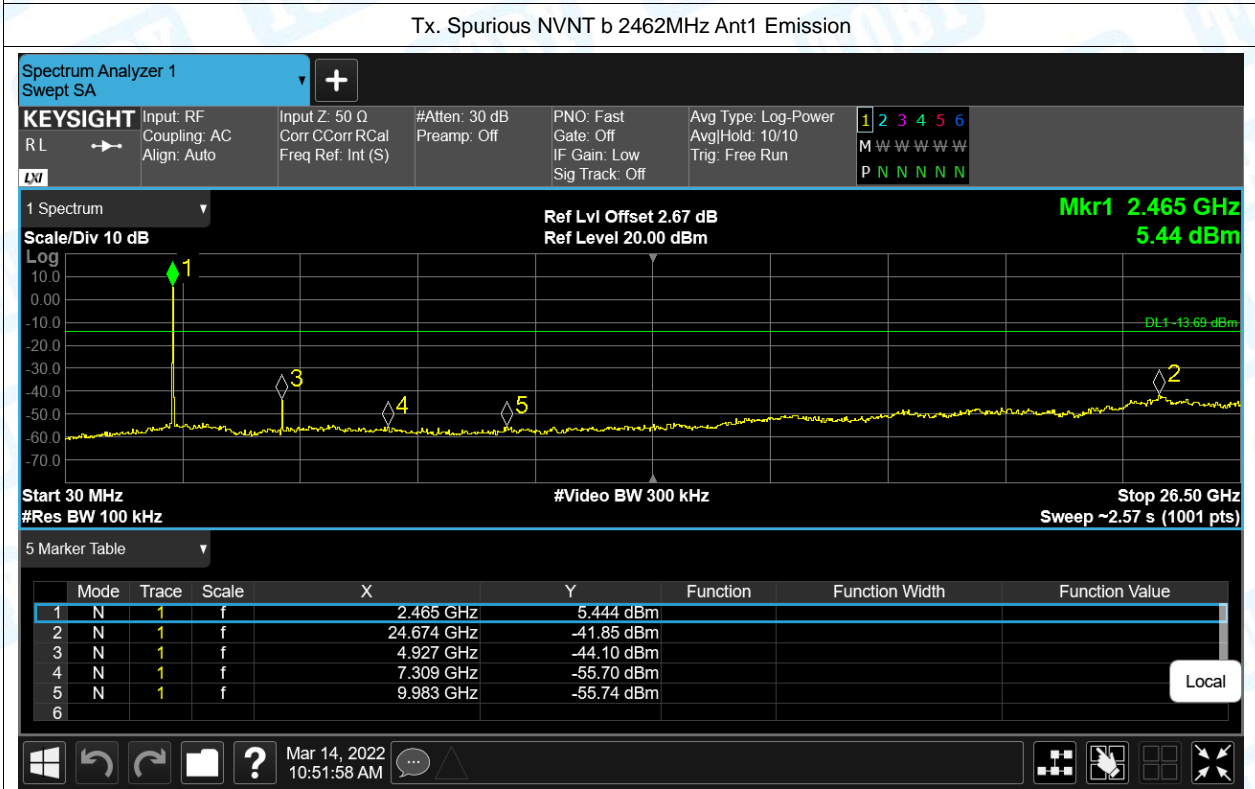 Tx. Spurious NVNT b 2462MHz Ant1 Emission
Spectrum Analyzer 1
Swept SA
+
KEYSIGHT
RL
LXI
Input: RF
Coupling: AC
Align: Auto
Input Z: 50 Ω
Corr CCorr RCal
Freq Ref: Int (S)
#Atten: 30 dB
Preamp: Off
PNO: Fast
Gate: Off
IF Gain: Low
Sig Track: Off
Avg Type: Log-Power
Avg|Hold: 10/10
Trig: Free Run
1 2 3 4 5 6
M W W W W W
P N N N N N
1 Spectrum
Scale/Div 10 dB
Ref Lvl Offset 2.67 dB
Ref Level 20.00 dBm
Mkr1 2.465 GHz
5.44 dBm
Log
10.0
0.00
-10.0
-20.0
-30.0
-40.0
-50.0
-60.0
-70.0
1
DL1 -13.69 dBm
3
4
5
2
Start 30 MHz
#Res BW 100 kHz
#Video BW 300 kHz
Stop 26.50 GHz
Sweep ~2.57 s (1001 pts)
5 Marker Table
Mode Trace Scale X Y Function Function Width Function Value
1 N 1 f 2.465 GHz 5.444 dBm
2 N 1 f 24.674 GHz -41.85 dBm
3 N 1 f 4.927 GHz -44.10 dBm
4 N 1 f 7.309 GHz -55.70 dBm
5 N 1 f 9.983 GHz -55.74 dBm
6
Local
?
Mar 14, 2022
10:51:58 AM